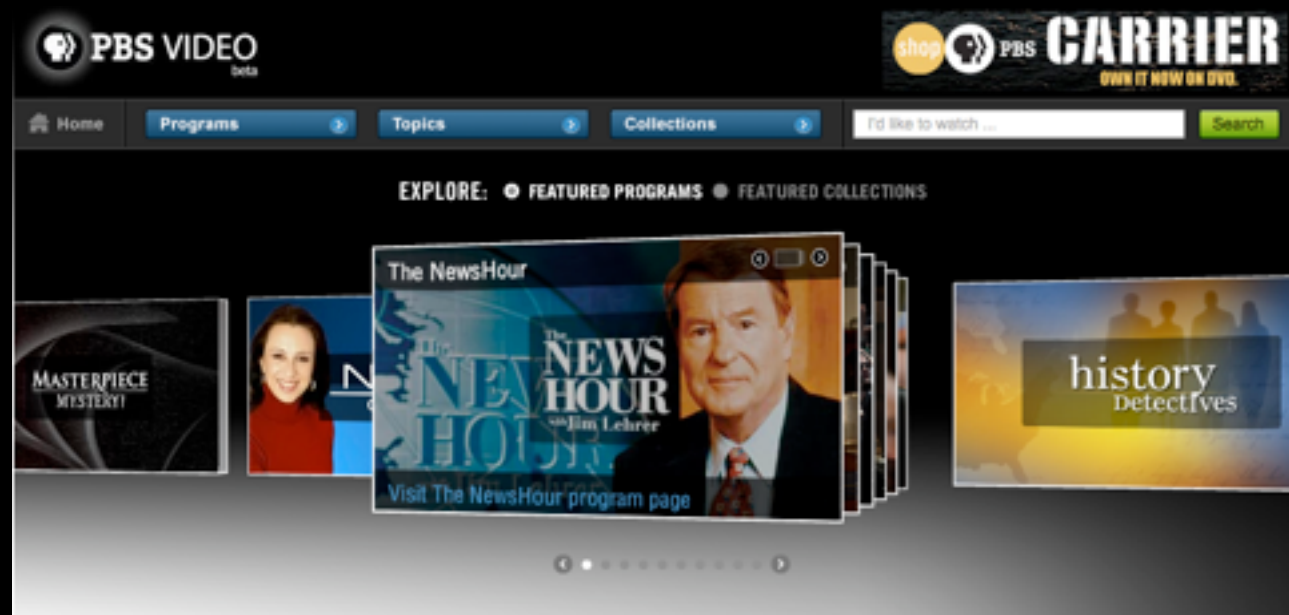 PBS VIDEO
beta
shop PBS CARRIER
OWN IT NOW ON DVD.
Home
Programs
Topics
Collections
I'd like to watch ...
Search
EXPLORE: FEATURED PROGRAMS FEATURED COLLECTIONS
The NewsHour
The
NEWS
HOUR
with Jim Lehrer
Visit The NewsHour program page
MASTERPIECE
MYSTERY!
N
history
Detectives